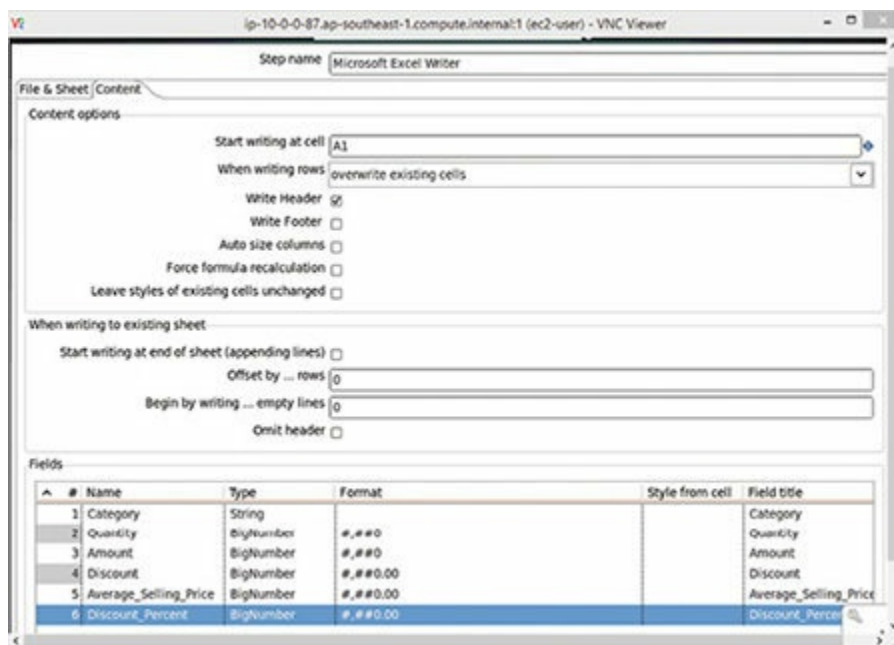 ip-10-0-0-87.ap-southeast-1.compute.internal:1 (ec2-user) - VNC Viewer
Step name Microsoft Excel Writer
File & Sheet Content
Content options
Start writing at cell A1
When writing rows overwrite existing cells
Write Header
Write Footer
Auto size columns
Force formula recalculation
Leave styles of existing cells unchanged
When writing to existing sheet
Start writing at end of sheet (appending lines)
Offset by ... rows 0
Begin by writing ... empty lines 0
Omit header
Fields
# Name Type Format Style from cell Field title
1 Category String Category
2 Quantity BigNumber #,##0 Quantity
3 Amount BigNumber #,##0 Amount
4 Discount BigNumber #,##0.00 Discount
5 Average_Selling_Price BigNumber #,##0.00 Average_Selling_Price
6 Discount_Percent BigNumber #,##0.00 Discount_Percen